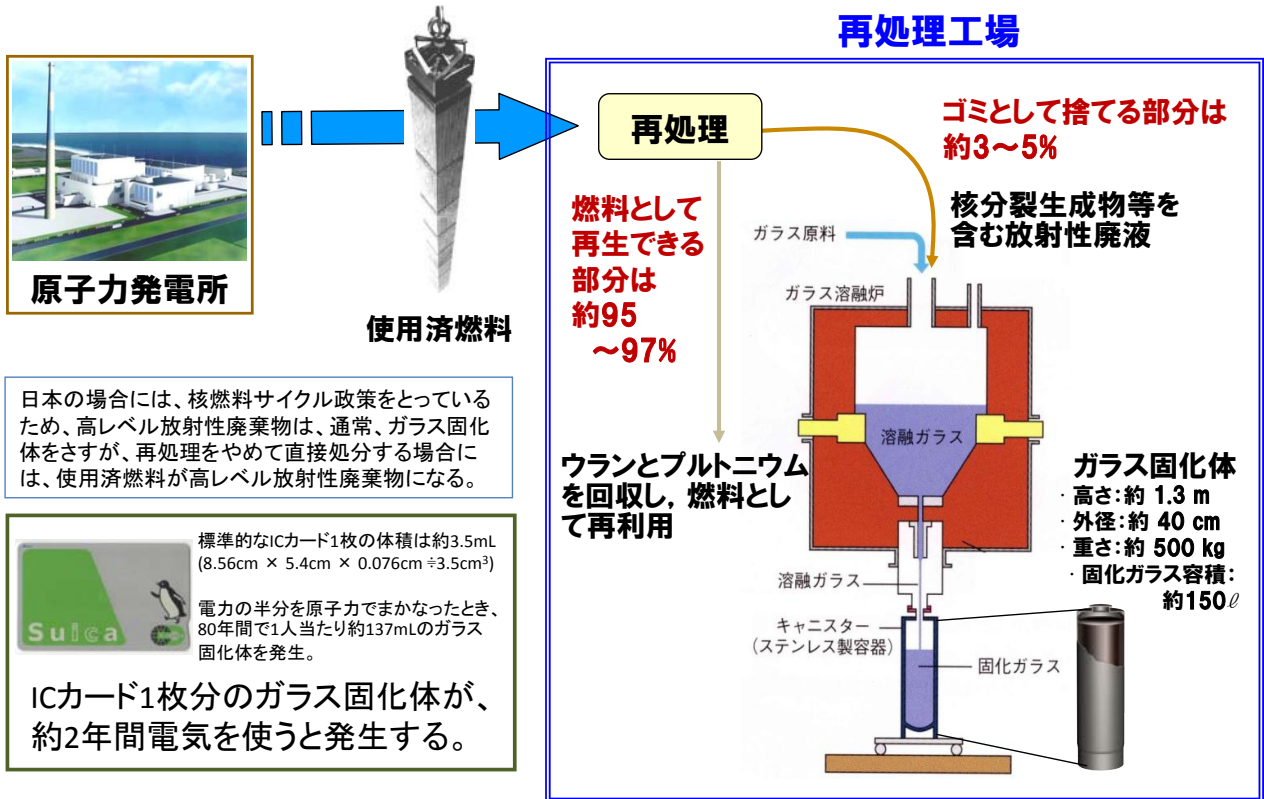 再処理工場
原子力発電所
使用済燃料
再処理
ゴミとして捨てる部分は
約3～5%
燃料として
再生できる
部分は
約95
～97%
核分裂生成物等を
含む放射性廃液
ガラス原料
ガラス溶融炉
溶融ガラス
ウランとプルトニウム
を回収し，燃料とし
て再利用
ガラス固化体
・高さ：約 1.3 m
・外径：約 40 cm
・重さ：約 500 kg
・固化ガラス容積：
約150ℓ
溶融ガラス
キャニスター
（ステンレス製容器）
固化ガラス
日本の場合には、核燃料サイクル政策をとっている
ため、高レベル放射性廃棄物は、通常、ガラス固化
体をさすが、再処理をやめて直接処分する場合に
は、使用済燃料が高レベル放射性廃棄物になる。
Suica
標準的なICカード1枚の体積は約3.5mL
(8.56cm × 5.4cm × 0.076cm ≑3.5cm³)
電力の半分を原子力でまかなったとき、
80年間で1人当たり約137mLのガラス
固化体を発生。
ICカード1枚分のガラス固化体が、
約2年間電気を使うと発生する。